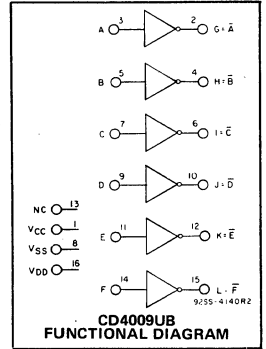 A 3 2 G = A̅
B 5 4 H = B̅
C 7 6 I = C̅
D 9 10 J = D̅
NC 13
VCC 1
E 11 12 K = E̅
VSS 8
VDD 16
F 14 15 L = F̅
92SS-4140R2
CD4009UB
FUNCTIONAL DIAGRAM